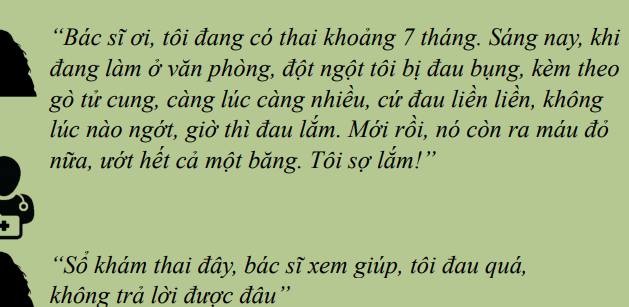 “Bác sĩ ơi, tôi đang có thai khoảng 7 tháng. Sáng nay, khi
đang làm ở văn phòng, đột ngột tôi bị đau bụng, kèm theo
gò tử cung, càng lúc càng nhiều, cứ đau liền liền, không
lúc nào ngớt, giờ thì đau lắm. Mới rồi, nó còn ra máu đỏ
nữa, ướt hết cả một băng. Tôi sợ lắm!”
“Sổ khám thai đây, bác sĩ xem giúp, tôi đau quá,
không trả lời được đâu”